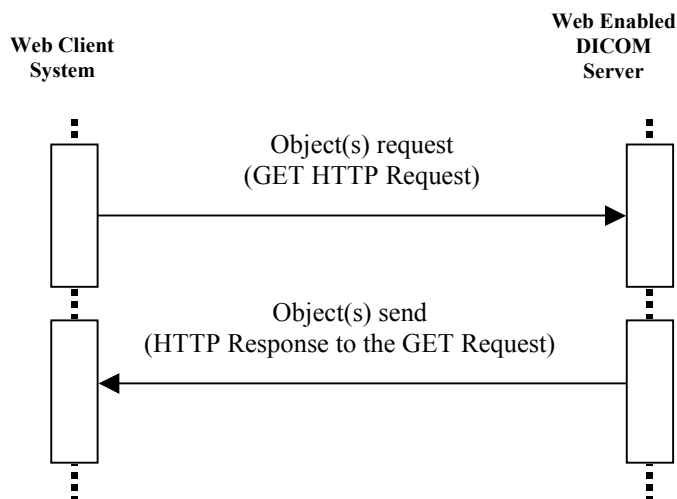 Web Client
System
Web Enabled
DICOM
Server
Object(s) request
(GET HTTP Request)
Object(s) send
(HTTP Response to the GET Request)